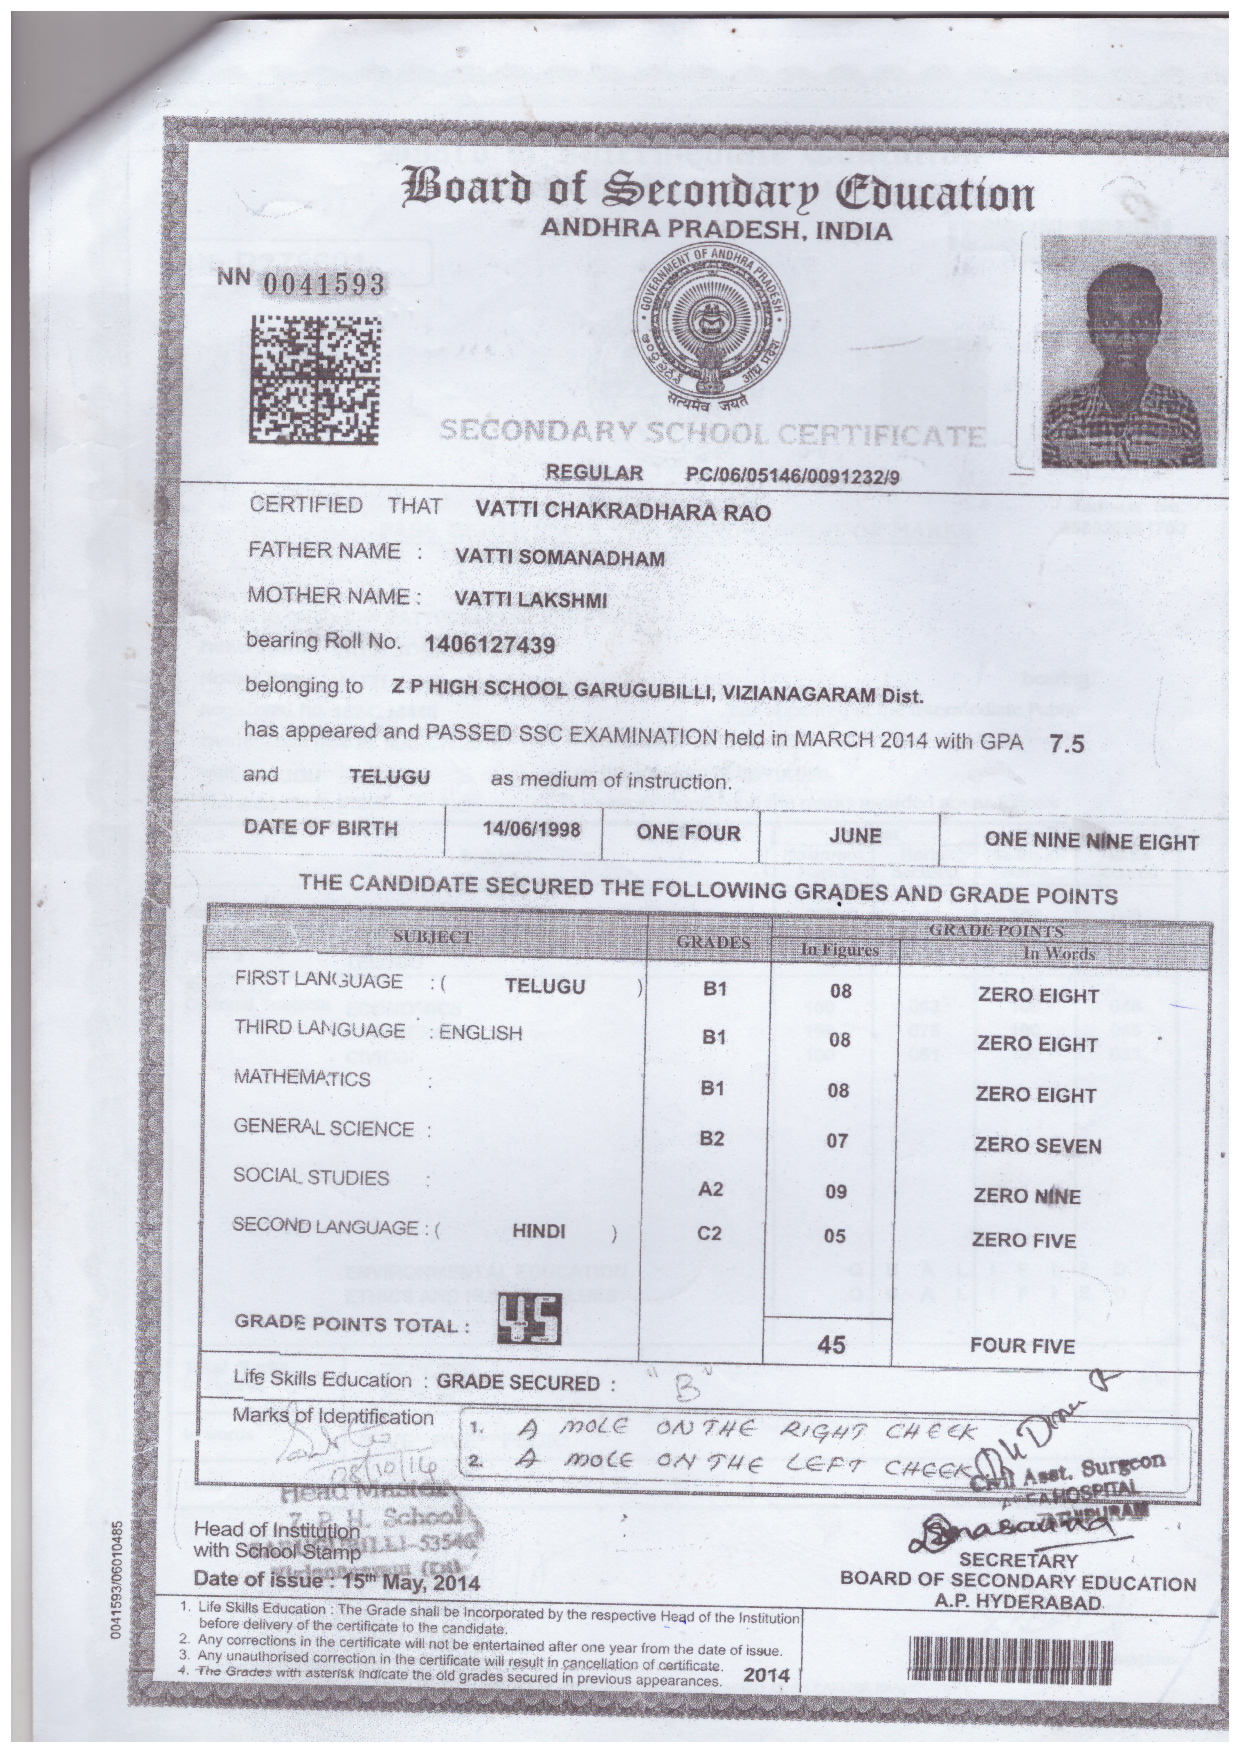 Board of Secondary Education
ANDHRA PRADESH, INDIA
NN 0041593
GOVERNMENT OF ANDHRA PRADESH
सत्यमेव जयते
SECONDARY SCHOOL CERTIFICATE
REGULAR PC/06/05146/0091232/9
CERTIFIED THAT VATTI CHAKRADHARA RAO
FATHER NAME : VATTI SOMANADHAM
MOTHER NAME : VATTI LAKSHMI
bearing Roll No. 1406127439
belonging to Z P HIGH SCHOOL GARUGUBILLI, VIZIANAGARAM Dist.
has appeared and PASSED SSC EXAMINATION held in MARCH 2014 with GPA 7.5
and TELUGU as medium of instruction.
DATE OF BIRTH 14/06/1998 ONE FOUR JUNE ONE NINE NINE EIGHT
THE CANDIDATE SECURED THE FOLLOWING GRADES AND GRADE POINTS
SUBJECT GRADES GRADE POINTS
In Figures In Words
FIRST LANGUAGE : ( TELUGU ) B1 08 ZERO EIGHT
THIRD LANGUAGE : ENGLISH B1 08 ZERO EIGHT
MATHEMATICS : B1 08 ZERO EIGHT
GENERAL SCIENCE : B2 07 ZERO SEVEN
SOCIAL STUDIES : A2 09 ZERO NINE
SECOND LANGUAGE : ( HINDI ) C2 05 ZERO FIVE
GRADE POINTS TOTAL : 45 45 FOUR FIVE
Life Skills Education : GRADE SECURED : "B"
Marks of Identification
1. A MOLE ON THE RIGHT CHEEK
2. A MOLE ON THE LEFT CHEEK
08/10/14
Civil Asst. Surgeon
AREA HOSPITAL
Head Master
Z. P. H. School
Head of Institution
with School Stamp
Date of issue : 15th May, 2014
SECRETARY
BOARD OF SECONDARY EDUCATION
A.P. HYDERABAD
0041593/06010485
1. Life Skills Education : The Grade shall be incorporated by the respective Head of the Institution
before delivery of the certificate to the candidate.
2. Any corrections in the certificate will not be entertained after one year from the date of issue.
3. Any unauthorised correction in the certificate will result in cancellation of certificate.
4. The Grades with asterisk indicate the old grades secured in previous appearances. 2014